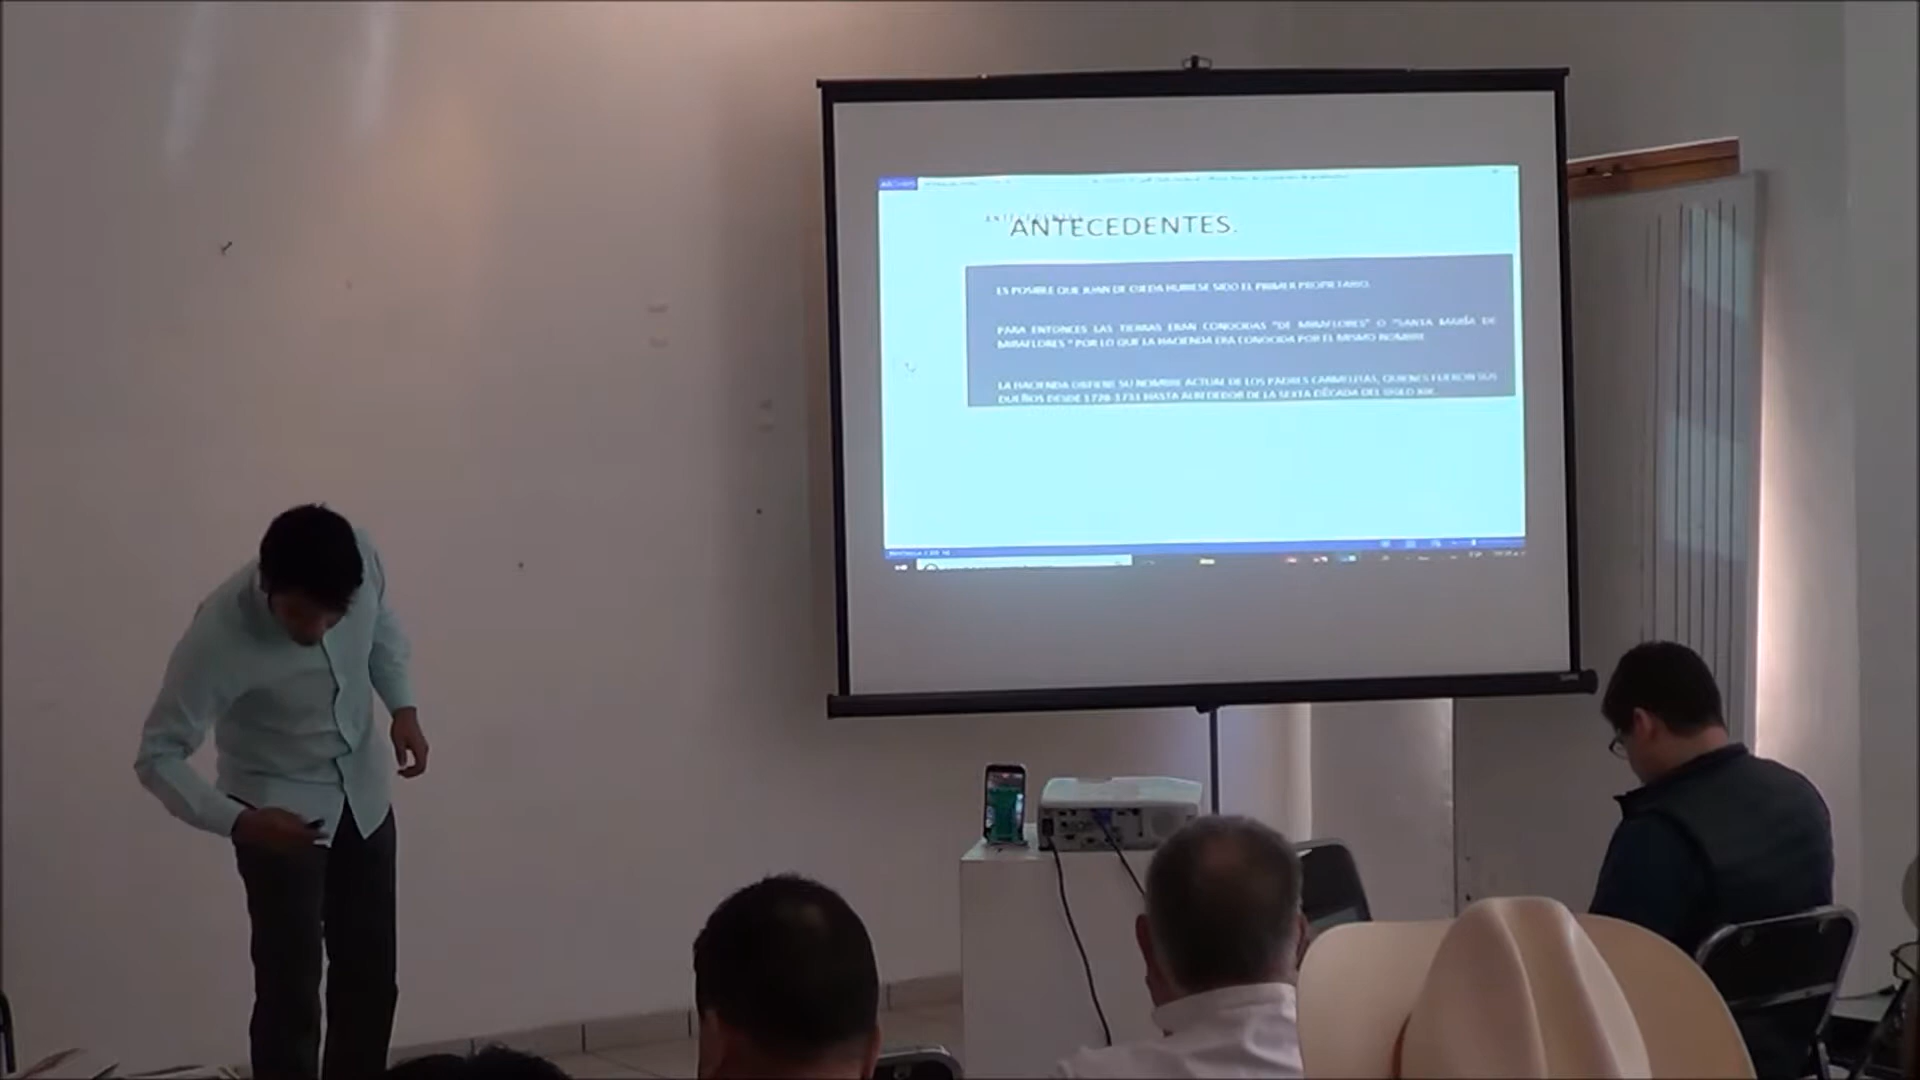 ANTECEDENTES
ANTECEDENTES.
ES POSIBLE QUE JUAN DE OJEDA HUBIESE SIDO EL PRIMER PROPIETARIO.
PARA ENTONCES LAS TIERRAS ERAN CONOCIDAS "DE MIRAFLORES" O "SANTA MARÍA DE
MIRAFLORES" POR LO QUE LA HACIENDA ERA CONOCIDA POR EL MISMO NOMBRE
LA HACIENDA OBTIENE SU NOMBRE ACTUAL DE LOS PADRES CARMELITAS, QUIENES FUERON SUS
DUEÑOS DESDE 1728-1731 HASTA ALREDEDOR DE LA SEXTA DÉCADA DEL SIGLO XIX.